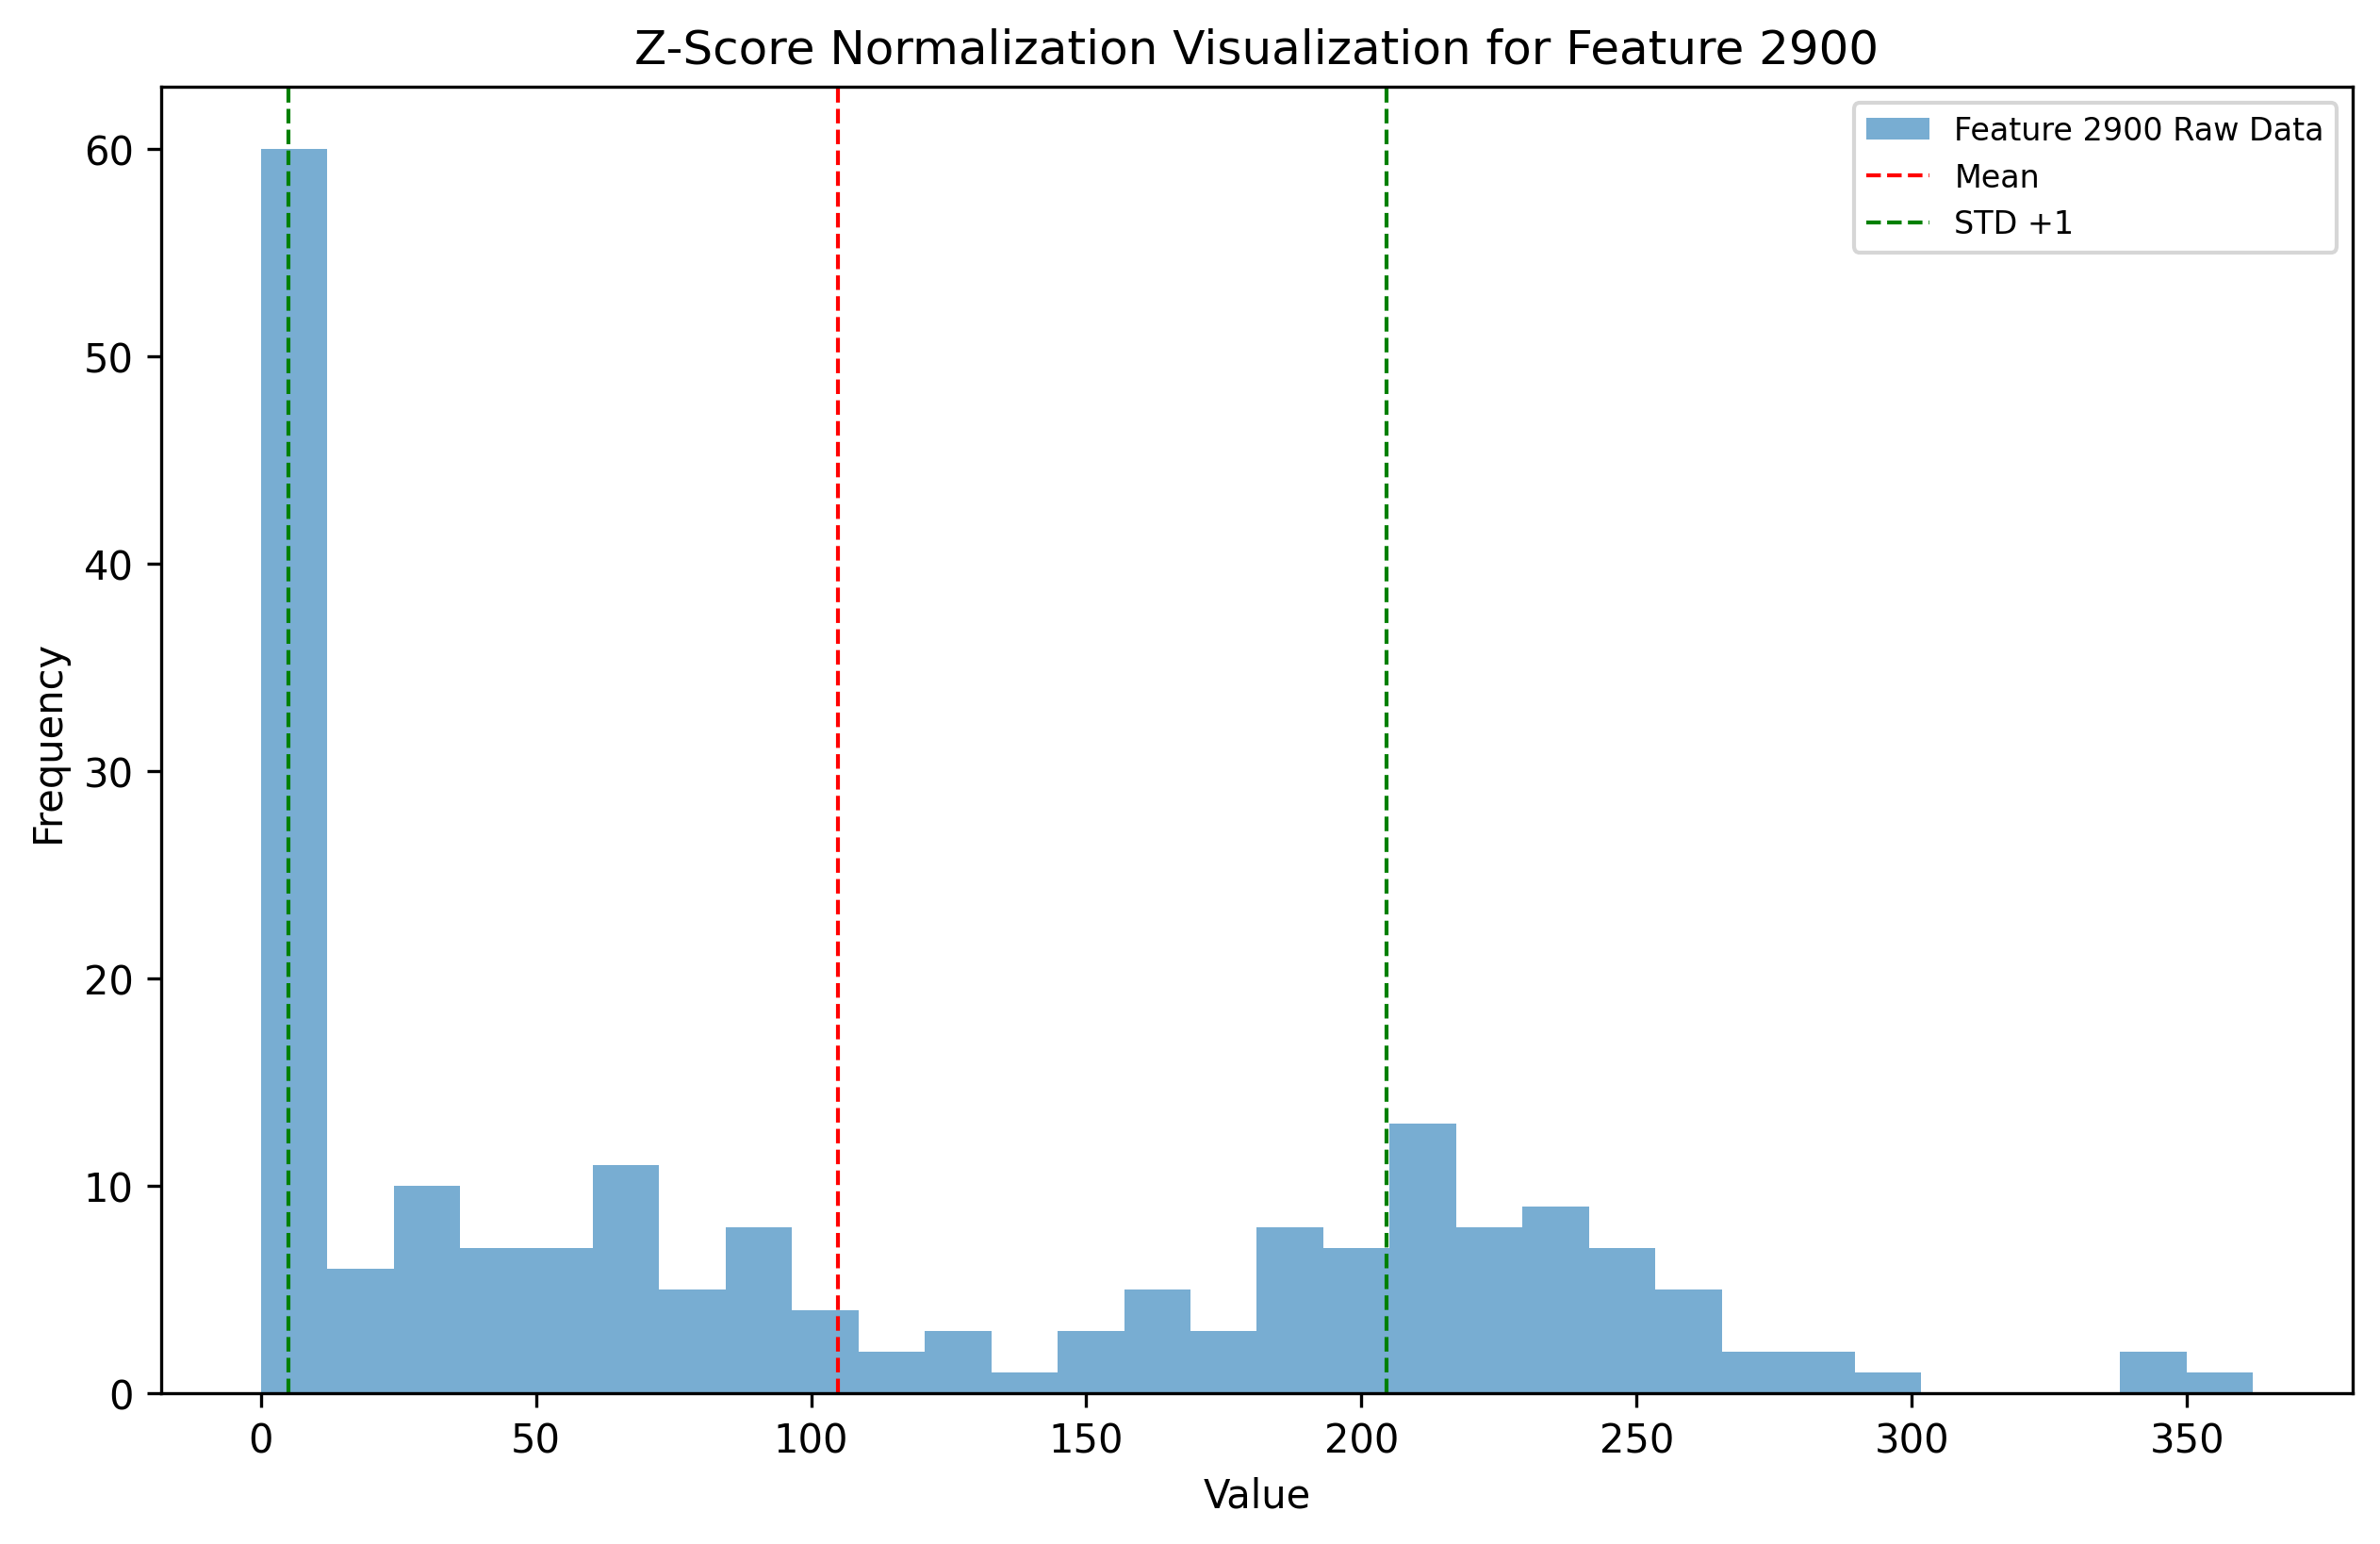 Z-Score Normalization Visualization for Feature 2900
Feature 2900 Raw Data
Mean
STD +1
60
50
40
30
20
10
0
Frequency
0 50 100 150 200 250 300 350
Value